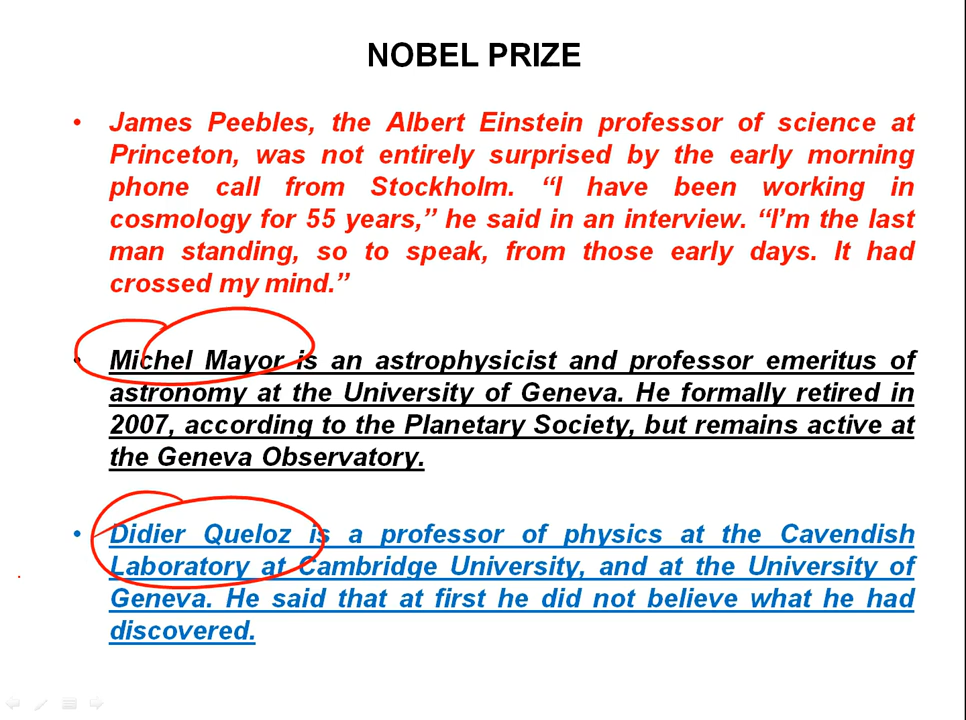 NOBEL PRIZE
• James Peebles, the Albert Einstein professor of science at
Princeton, was not entirely surprised by the early morning
phone call from Stockholm. “I have been working in
cosmology for 55 years,” he said in an interview. “I’m the last
man standing, so to speak, from those early days. It had
crossed my mind.”
• Michel Mayor is an astrophysicist and professor emeritus of
astronomy at the University of Geneva. He formally retired in
2007, according to the Planetary Society, but remains active at
the Geneva Observatory.
• Didier Queloz is a professor of physics at the Cavendish
Laboratory at Cambridge University, and at the University of
Geneva. He said that at first he did not believe what he had
discovered.